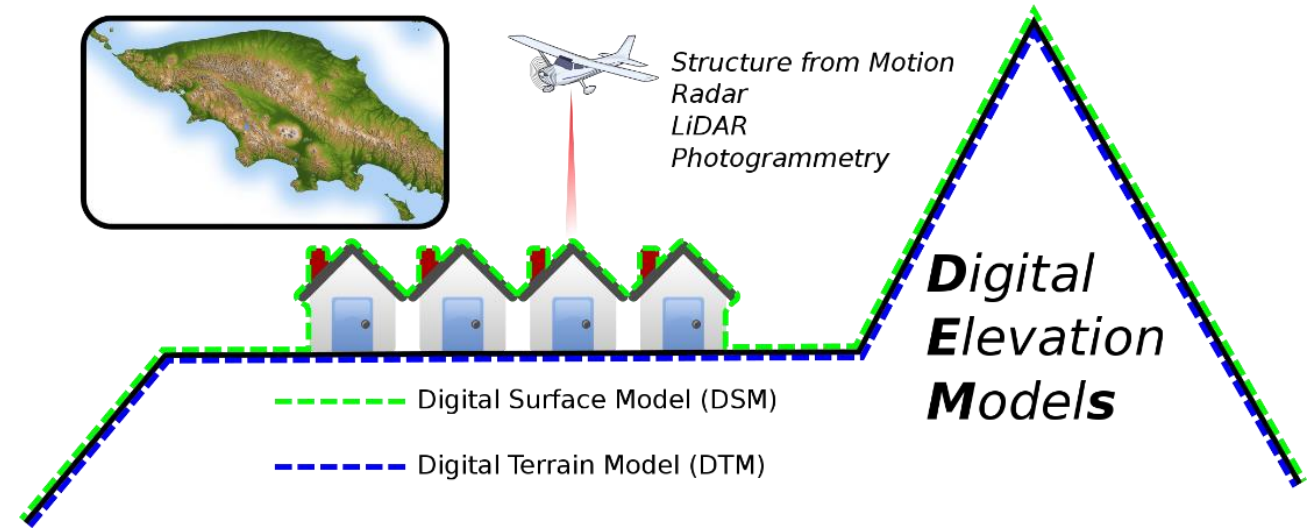 Structure from Motion
Radar
LiDAR
Photogrammetry
Digital
Elevation
Models
Digital Surface Model (DSM)
Digital Terrain Model (DTM)